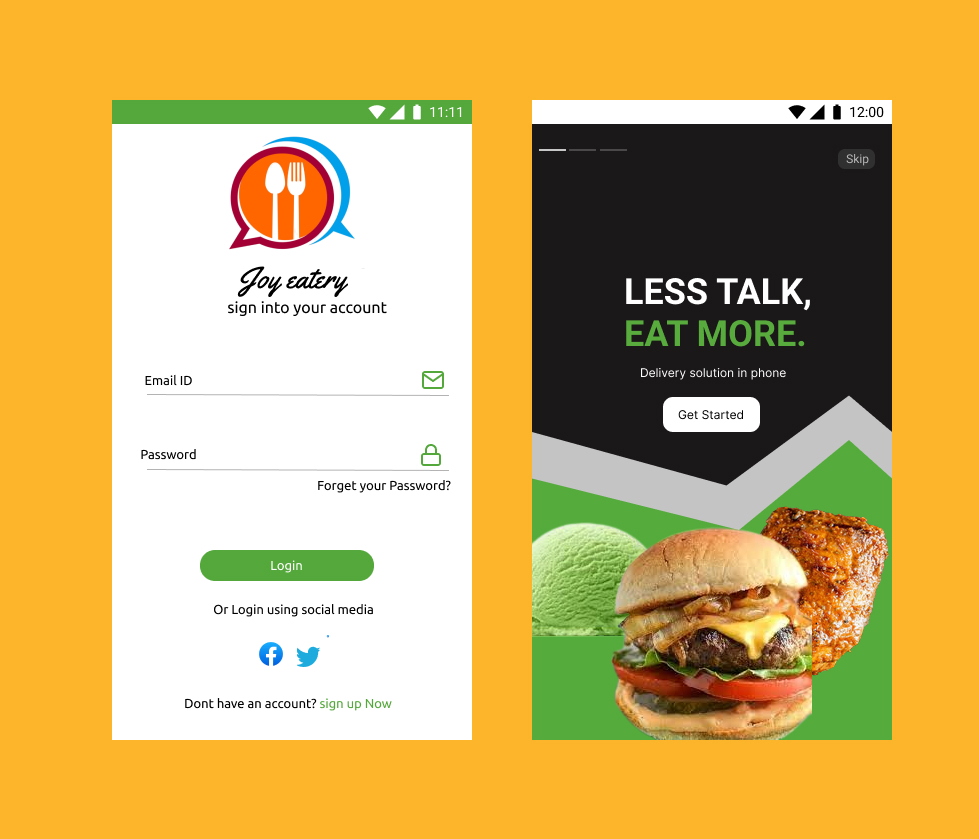 11:11
Joy eatery
sign into your account
Email ID
Password
Forget your Password?
Login
Or Login using social media
Dont have an account? sign up Now
12:00
Skip
LESS TALK,
EAT MORE.
Delivery solution in phone
Get Started